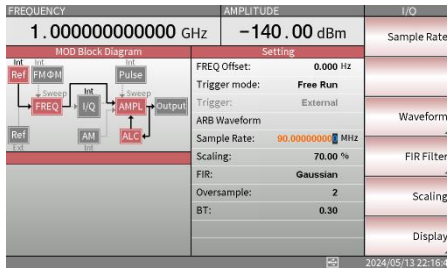 FREQUENCY AMPLITUDE I/O
1.000000000000 GHz −140.00 dBm
Sample Rate
MOD Block Diagram
Setting
Int Int
Ref FMΦM Pulse
Sweep Int Sweep
FREQ I/Q AMPL Output
Ref AM ALC
Ext Int
FREQ Offset: 0.000 Hz
Trigger mode: Free Run
Trigger: External
ARB Waveform
Sample Rate: 90.000000000 MHz
Scaling: 70.00 %
FIR: Gaussian
Oversample: 2
BT: 0.30
Waveform
FIR Filter
Scaling
Display
2024/05/13 22:16:4